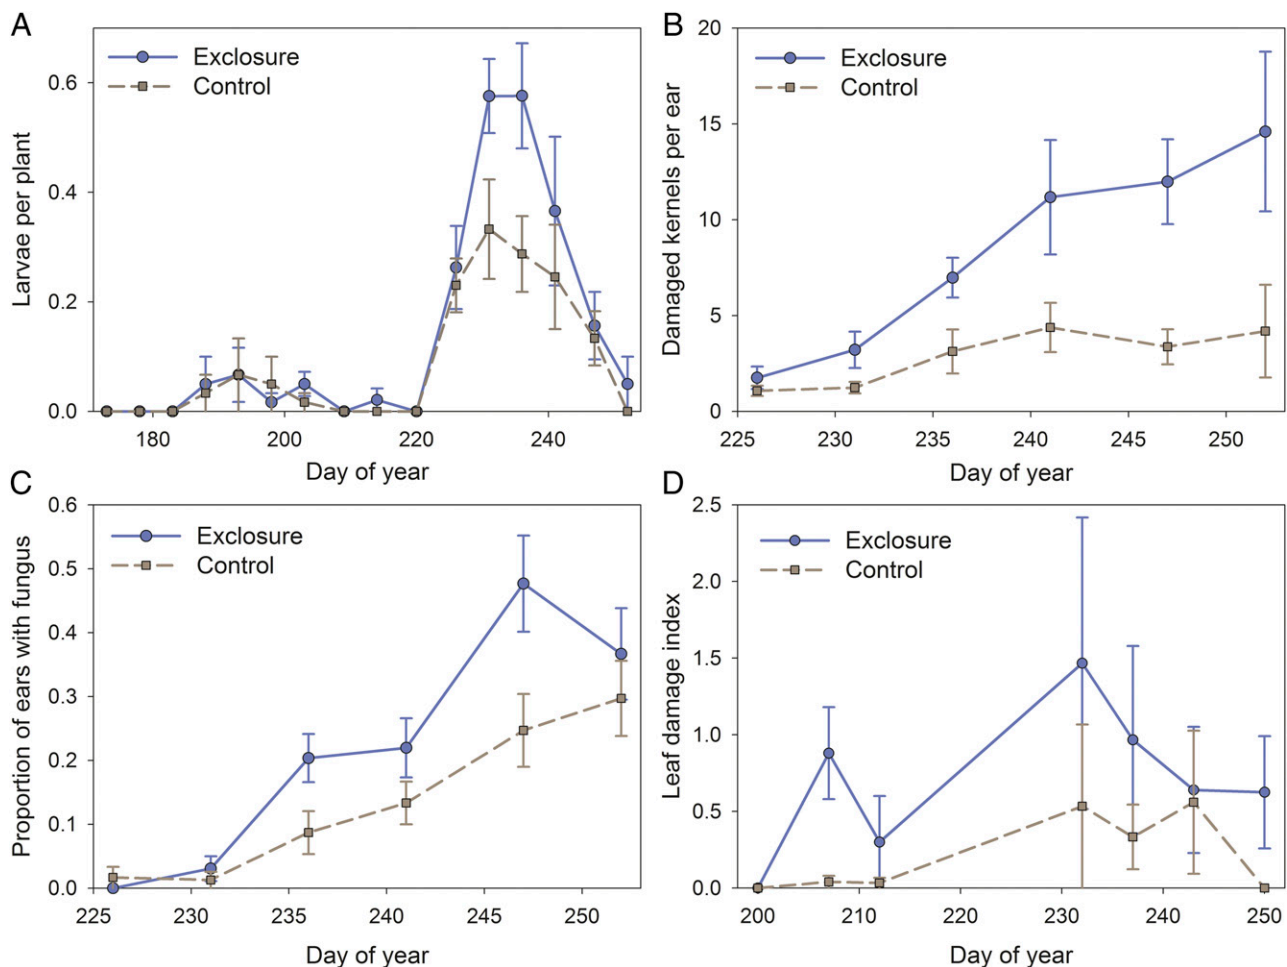 A
Exclosure
Control
Larvae per plant
0.6
0.4
0.2
0.0
180 200 220 240
Day of year
B
Exclosure
Control
Damaged kernels per ear
20
15
10
5
0
225 230 235 240 245 250
Day of year
C
Exclosure
Control
Proportion of ears with fungus
0.6
0.5
0.4
0.3
0.2
0.1
0.0
225 230 235 240 245 250
Day of year
D
Exclosure
Control
Leaf damage index
2.5
2.0
1.5
1.0
0.5
0.0
200 210 220 230 240 250
Day of year